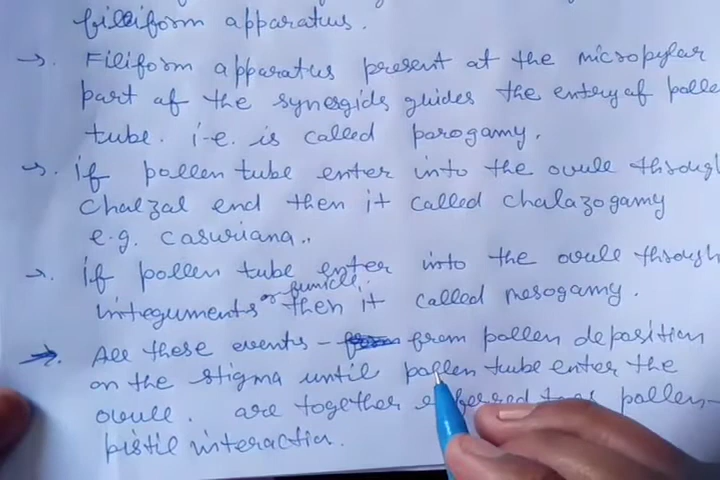 filiform apparatus.
→. Filiform apparatus present at the micropylar
part of the synergids guides the entry of polle
tube. i.e. is called porogamy.
→. if pollen tube enter into the ovule through
chalzal end then it called chalazogamy
e.g. casuriana..
→. if pollen tube enter into the ovule through
integuments or funicle. then it called mesogamy.
→. All these events - from pollen deposition
on the stigma until pollen tube enter the
ovule. are together to as pollen-
pistil interaction.